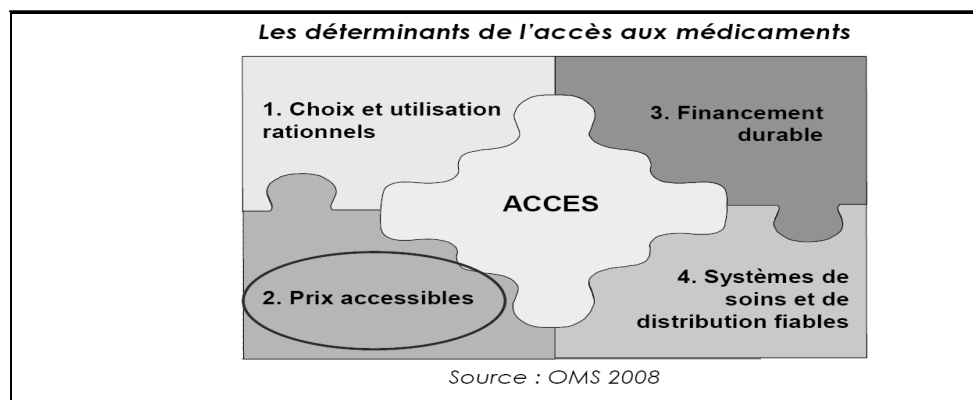 Les déterminants de l'accès aux médicaments
1. Choix et utilisation
rationnels
3. Financement
durable
ACCES
2. Prix accessibles
4. Systèmes de
soins et de
distribution fiables
Source : OMS 2008